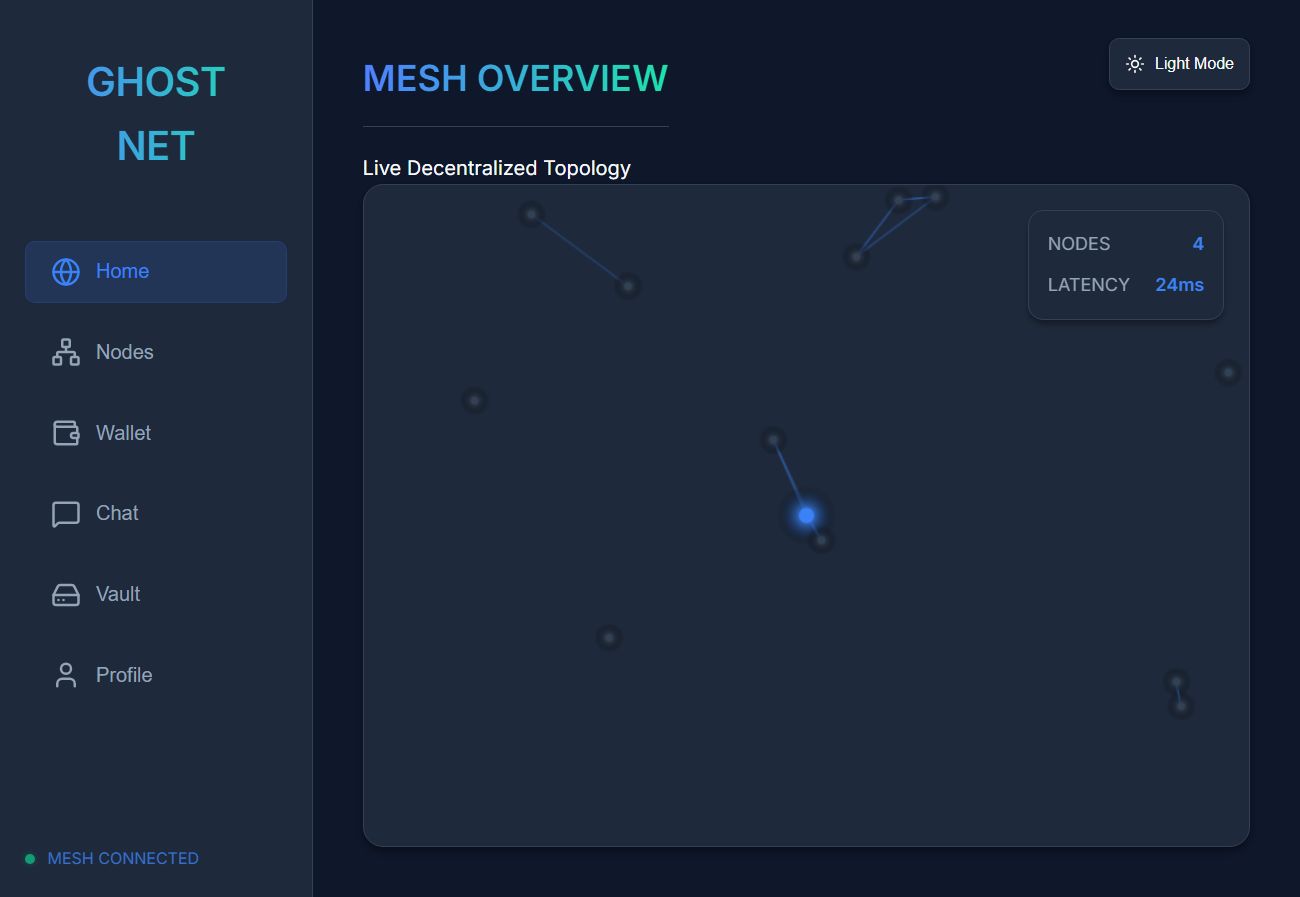 GHOST
NET
Home
Nodes
Wallet
Chat
Vault
Profile
MESH CONNECTED
MESH OVERVIEW
Light Mode
Live Decentralized Topology
NODES 4
LATENCY 24ms